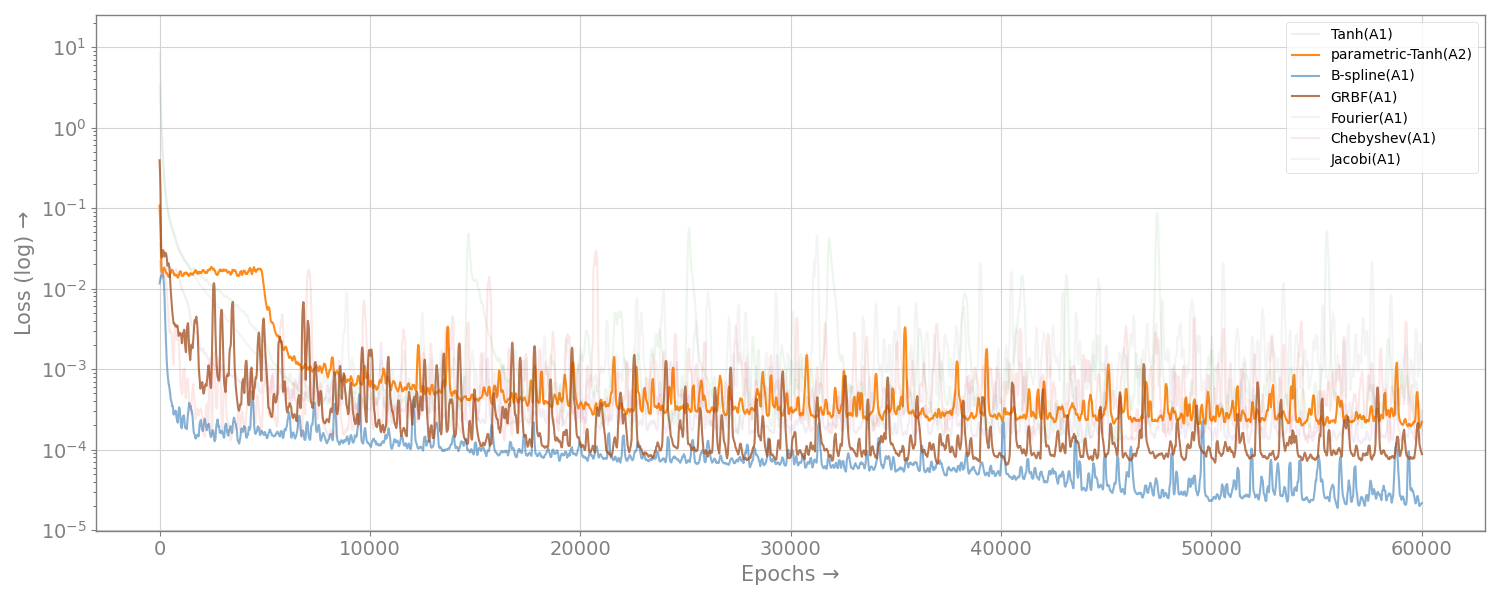 Tanh(A1)
parametric-Tanh(A2)
B-spline(A1)
GRBF(A1)
Fourier(A1)
Chebyshev(A1)
Jacobi(A1)
Loss (log) →
10¹
10⁰
10⁻¹
10⁻²
10⁻³
10⁻⁴
10⁻⁵
0 10000 20000 30000 40000 50000 60000
Epochs →